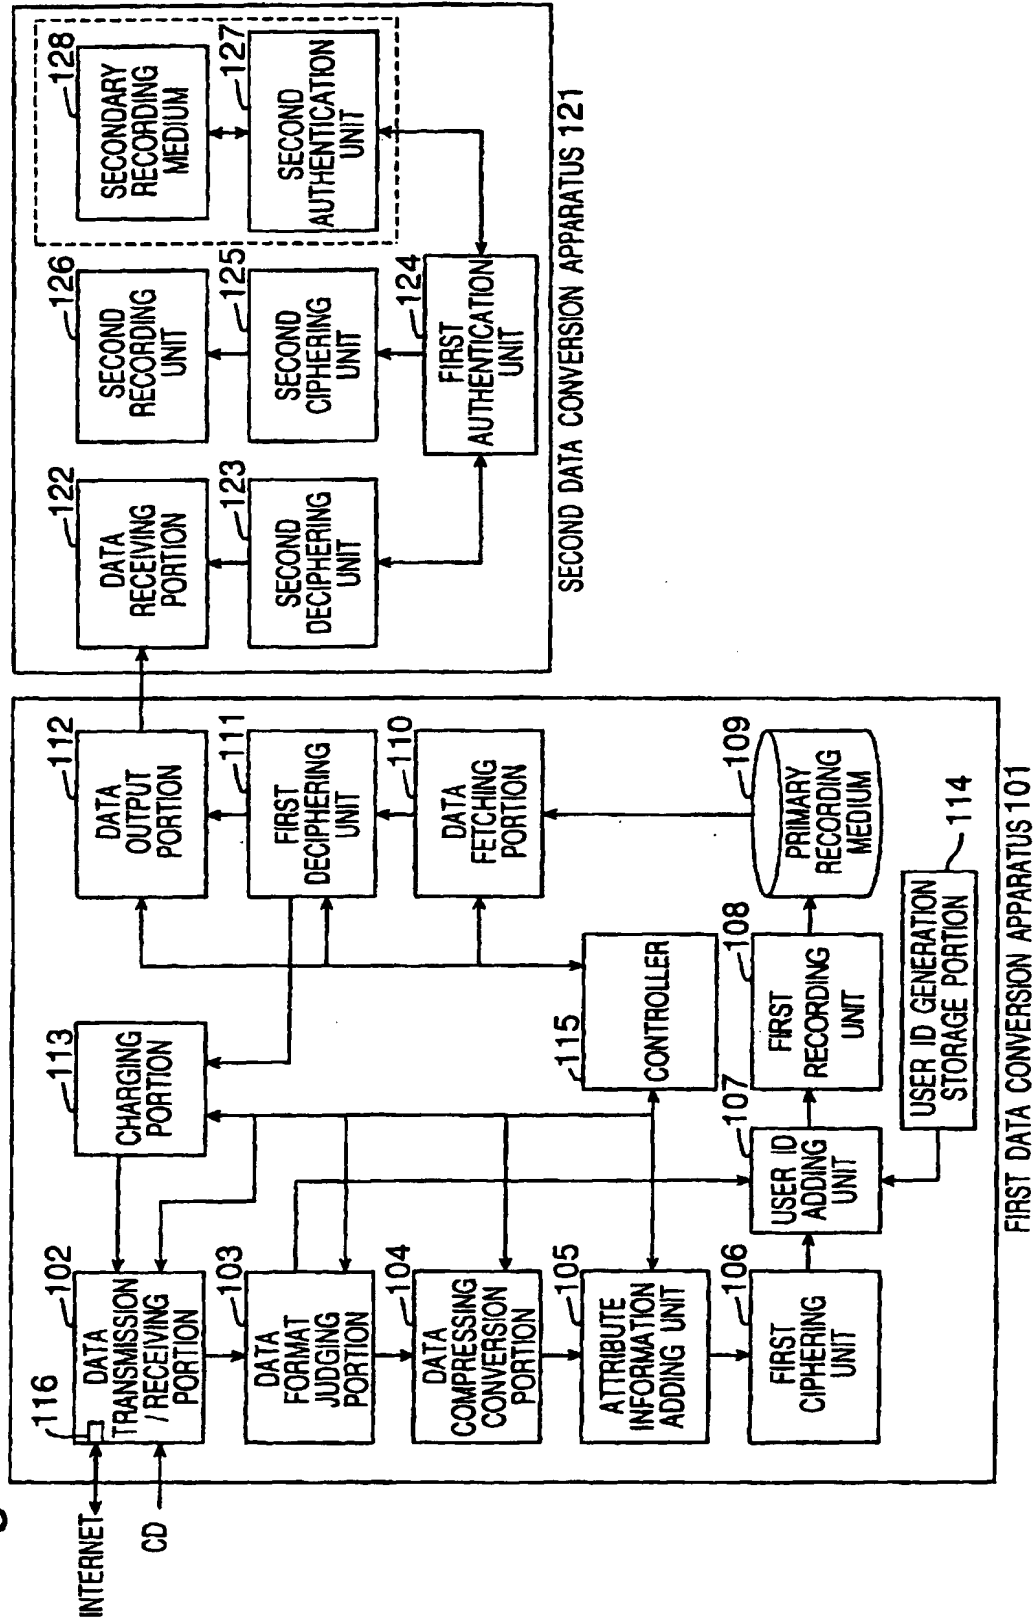 INTERNET
CD
116
102
DATA
TRANSMISSION
/ RECEIVING
PORTION
103
DATA
FORMAT
JUDGING
PORTION
104
DATA
COMPRESSING
CONVERSION
PORTION
105
ATTRIBUTE
INFORMATION
ADDING UNIT
106
FIRST
CIPHERING
UNIT
113
CHARGING
PORTION
115
CONTROLLER
107
USER ID
ADDING
UNIT
108
FIRST
RECORDING
UNIT
USER ID GENERATION
STORAGE PORTION
114
112
DATA
OUTPUT
PORTION
111
FIRST
DECIPHERING
UNIT
110
DATA
FETCHING
PORTION
109
PRIMARY
RECORDING
MEDIUM
FIRST DATA CONVERSION APPARATUS 101
122
DATA
RECEIVING
PORTION
123
SECOND
DECIPHERING
UNIT
126
SECOND
RECORDING
UNIT
125
SECOND
CIPHERING
UNIT
124
FIRST
AUTHENTICATION
UNIT
128
SECONDARY
RECORDING
MEDIUM
127
SECOND
AUTHENTICATION
UNIT
SECOND DATA CONVERSION APPARATUS 121